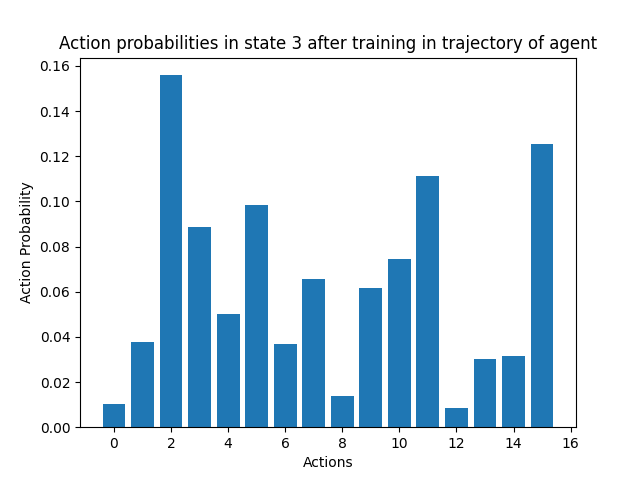 Action probabilities in state 3 after training in trajectory of agent
0.16
0.14
0.12
0.10
0.08
0.06
0.04
0.02
0.00
Action Probability
0 2 4 6 8 10 12 14 16
Actions